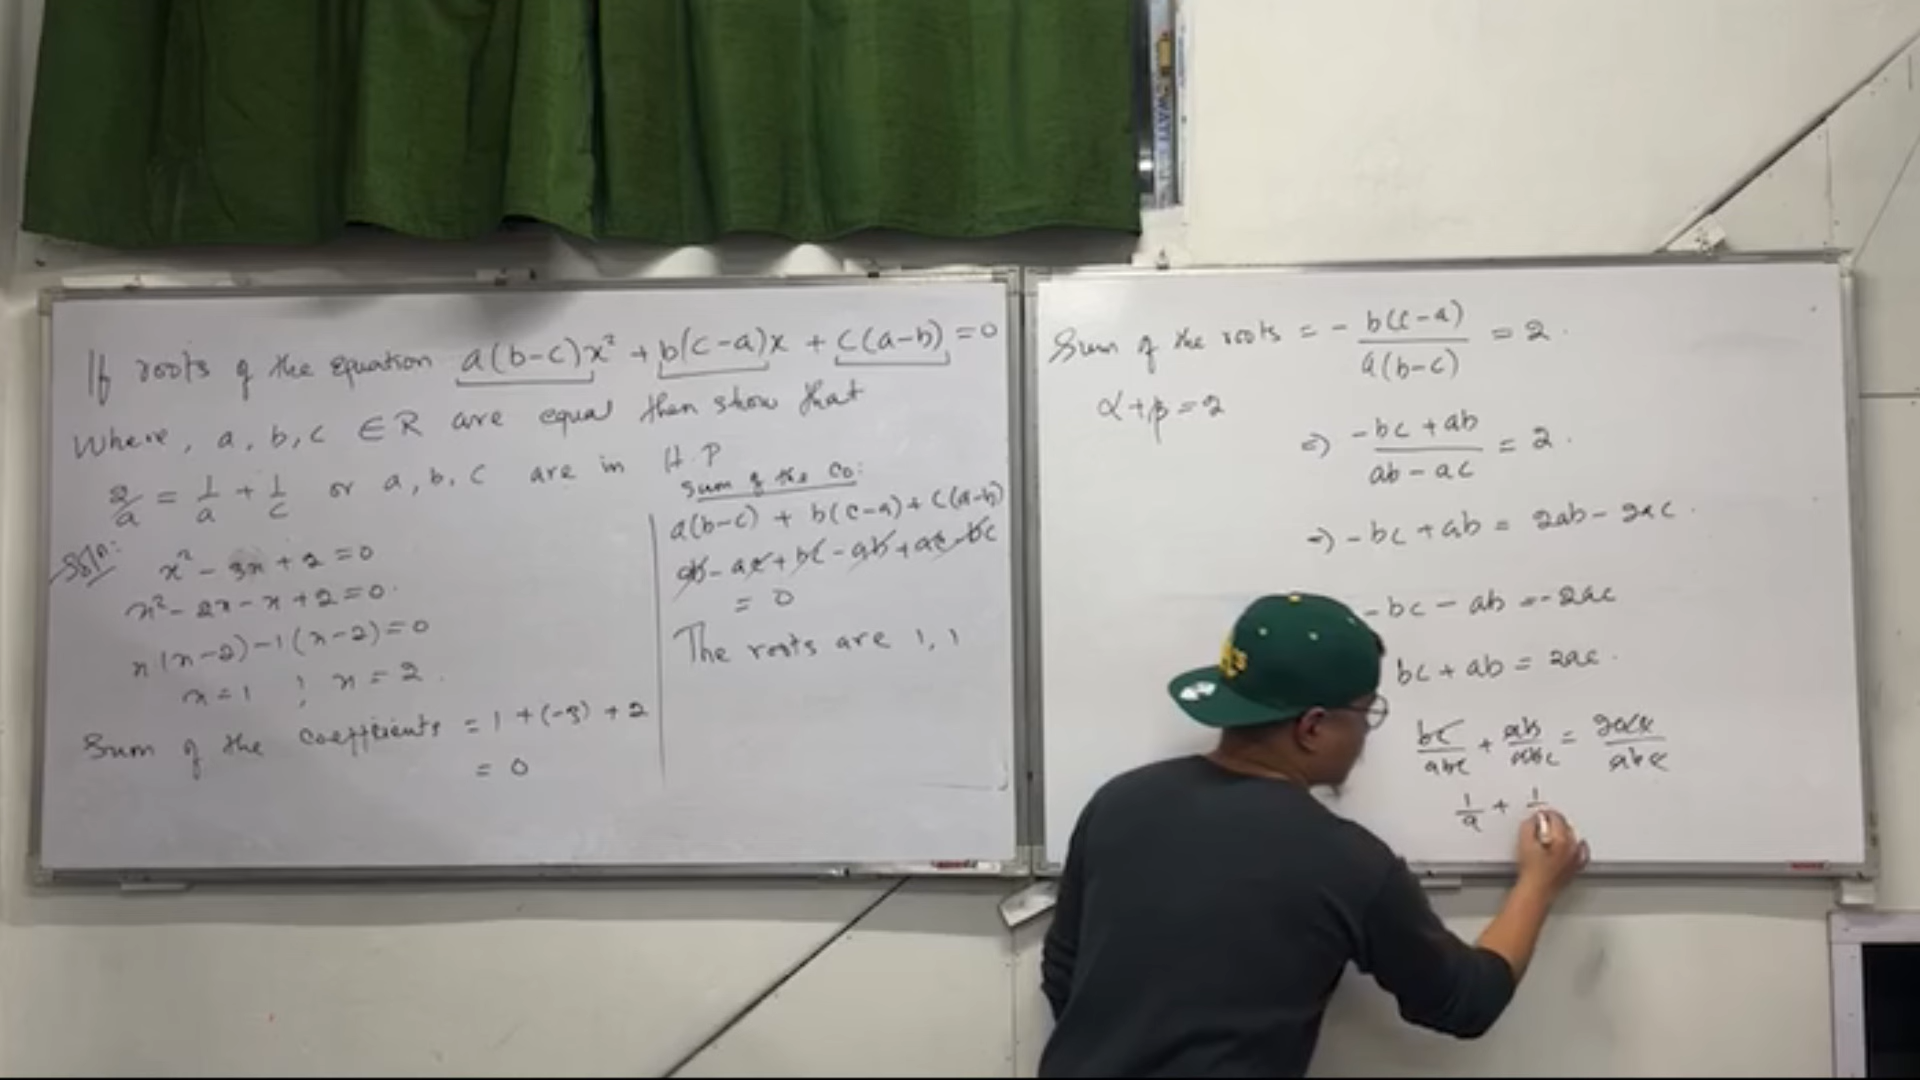 If roots of the equation a(b-c)x² + b(c-a)x + c(a-b) = 0
Where, a, b, c ∈ R are equal then show that
2/a = 1/a + 1/c or a, b, c are in H.P
Soln:
x² - 3x + 2 = 0
x² - 2x - x + 2 = 0.
x(x-2) - 1(x-2) = 0
x = 1 ; x = 2.
Sum of the coefficients = 1 + (-3) + 2
= 0
Sum of the co:
a(b-c) + b(c-a) + c(a-b)
ab - ac + bc - ab + ac - bc
= 0
The roots are 1, 1
Sum of the roots = - b(c-a)/a(b-c) = 2.
α+β = 2
=) -bc + ab/ab - ac = 2.
=) -bc + ab = 2ab - 2ac.
-bc - ab = -2ac
bc + ab = 2ac.
bc/abc + ab/abc = 2ac/abc
1/a + 1